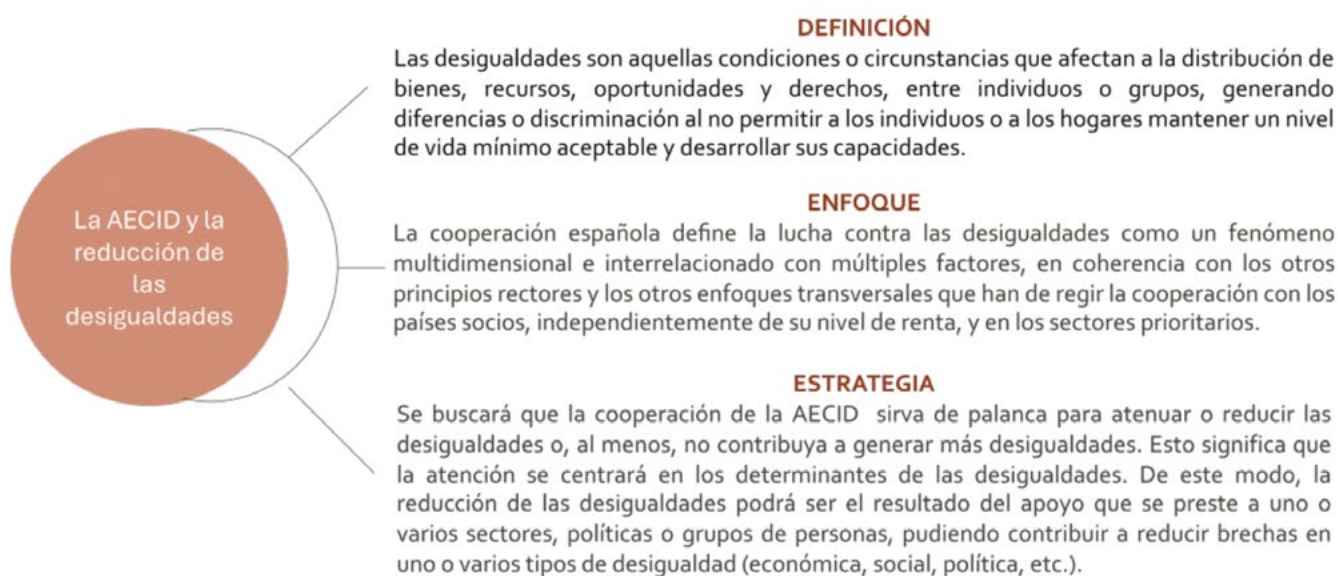 La AECID y la
reducción de
las
desigualdades
DEFINICIÓN
Las desigualdades son aquellas condiciones o circunstancias que afectan a la distribución de
bienes, recursos, oportunidades y derechos, entre individuos o grupos, generando
diferencias o discriminación al no permitir a los individuos o a los hogares mantener un nivel
de vida mínimo aceptable y desarrollar sus capacidades.
ENFOQUE
La cooperación española define la lucha contra las desigualdades como un fenómeno
multidimensional e interrelacionado con múltiples factores, en coherencia con los otros
principios rectores y los otros enfoques transversales que han de regir la cooperación con los
países socios, independientemente de su nivel de renta, y en los sectores prioritarios.
ESTRATEGIA
Se buscará que la cooperación de la AECID sirva de palanca para atenuar o reducir las
desigualdades o, al menos, no contribuya a generar más desigualdades. Esto significa que
la atención se centrará en los determinantes de las desigualdades. De este modo, la
reducción de las desigualdades podrá ser el resultado del apoyo que se preste a uno o
varios sectores, políticas o grupos de personas, pudiendo contribuir a reducir brechas en
uno o varios tipos de desigualdad (económica, social, política, etc.).